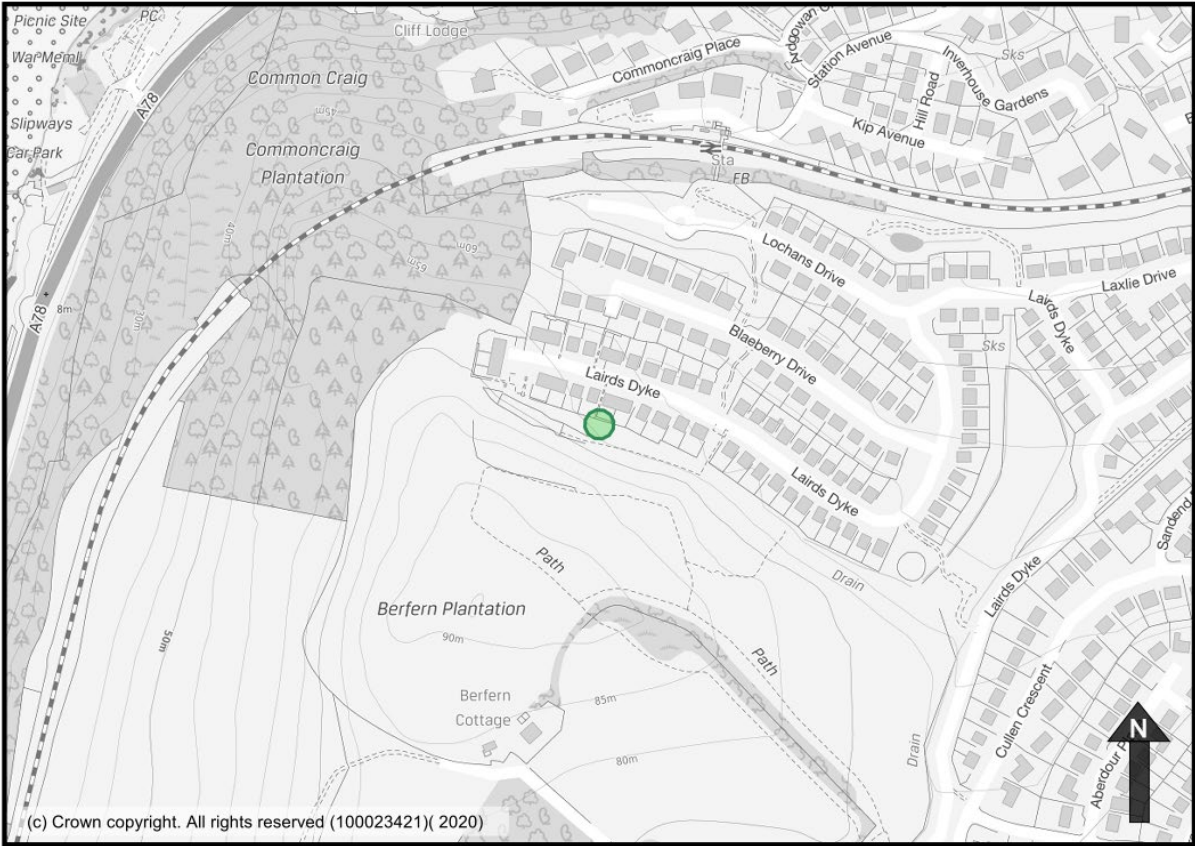 Picnic Site
PC
War Meml
A78
Slipways
Car Park
Cliff Lodge
Common Craig
45m
Commoncraig
Plantation
Commoncraig Place
Station Avenue
Sks
Inverhouse Gardens
Hill Road
Kip Avenue
Sta
FB
40m
60m
65m
30m
8m
A78
Lochans Drive
Laxlie Drive
Lairds Dyke
Sks
Blaeberry Drive
Lairds Dyke
Lairds Dyke
Drain
Path
Berfern Plantation
90m
50m
Path
Berfern
Cottage
85m
80m
Lairds Dyke
Cullen Crescent
Drain
Sandend
Aberdour
N
(c) Crown copyright. All rights reserved (100023421)( 2020)